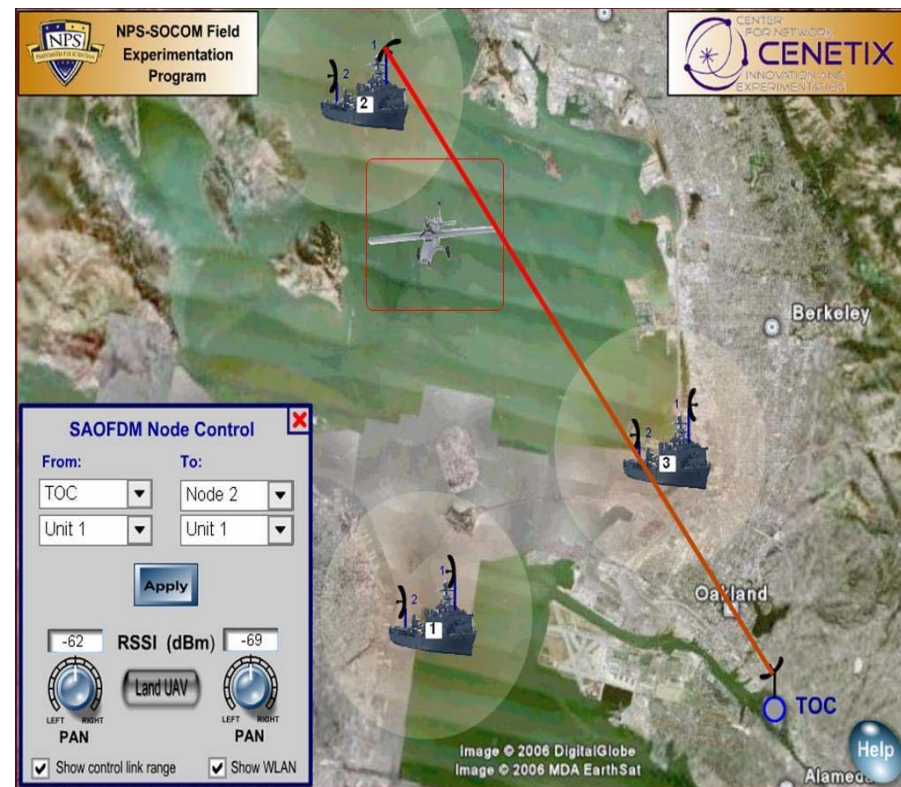 NPS
NPS-SOCOM Field
Experimentation
Program
CENTER
FOR NETWORK
CENETIX
INNOVATION AND
EXPERIMENTATION
1
2
2
Berkeley
1
2
3
SAOFDM Node Control
From:
To:
TOC
Node 2
Unit 1
Unit 1
Apply
-62
RSSI (dBm)
-69
Land UAV
LEFT
RIGHT
LEFT
RIGHT
PAN
PAN
Show control link range
Show WLAN
1
2
1
Oakland
TOC
Help
Image © 2006 DigitalGlobe
Image © 2006 MDA EarthSat
Alameda